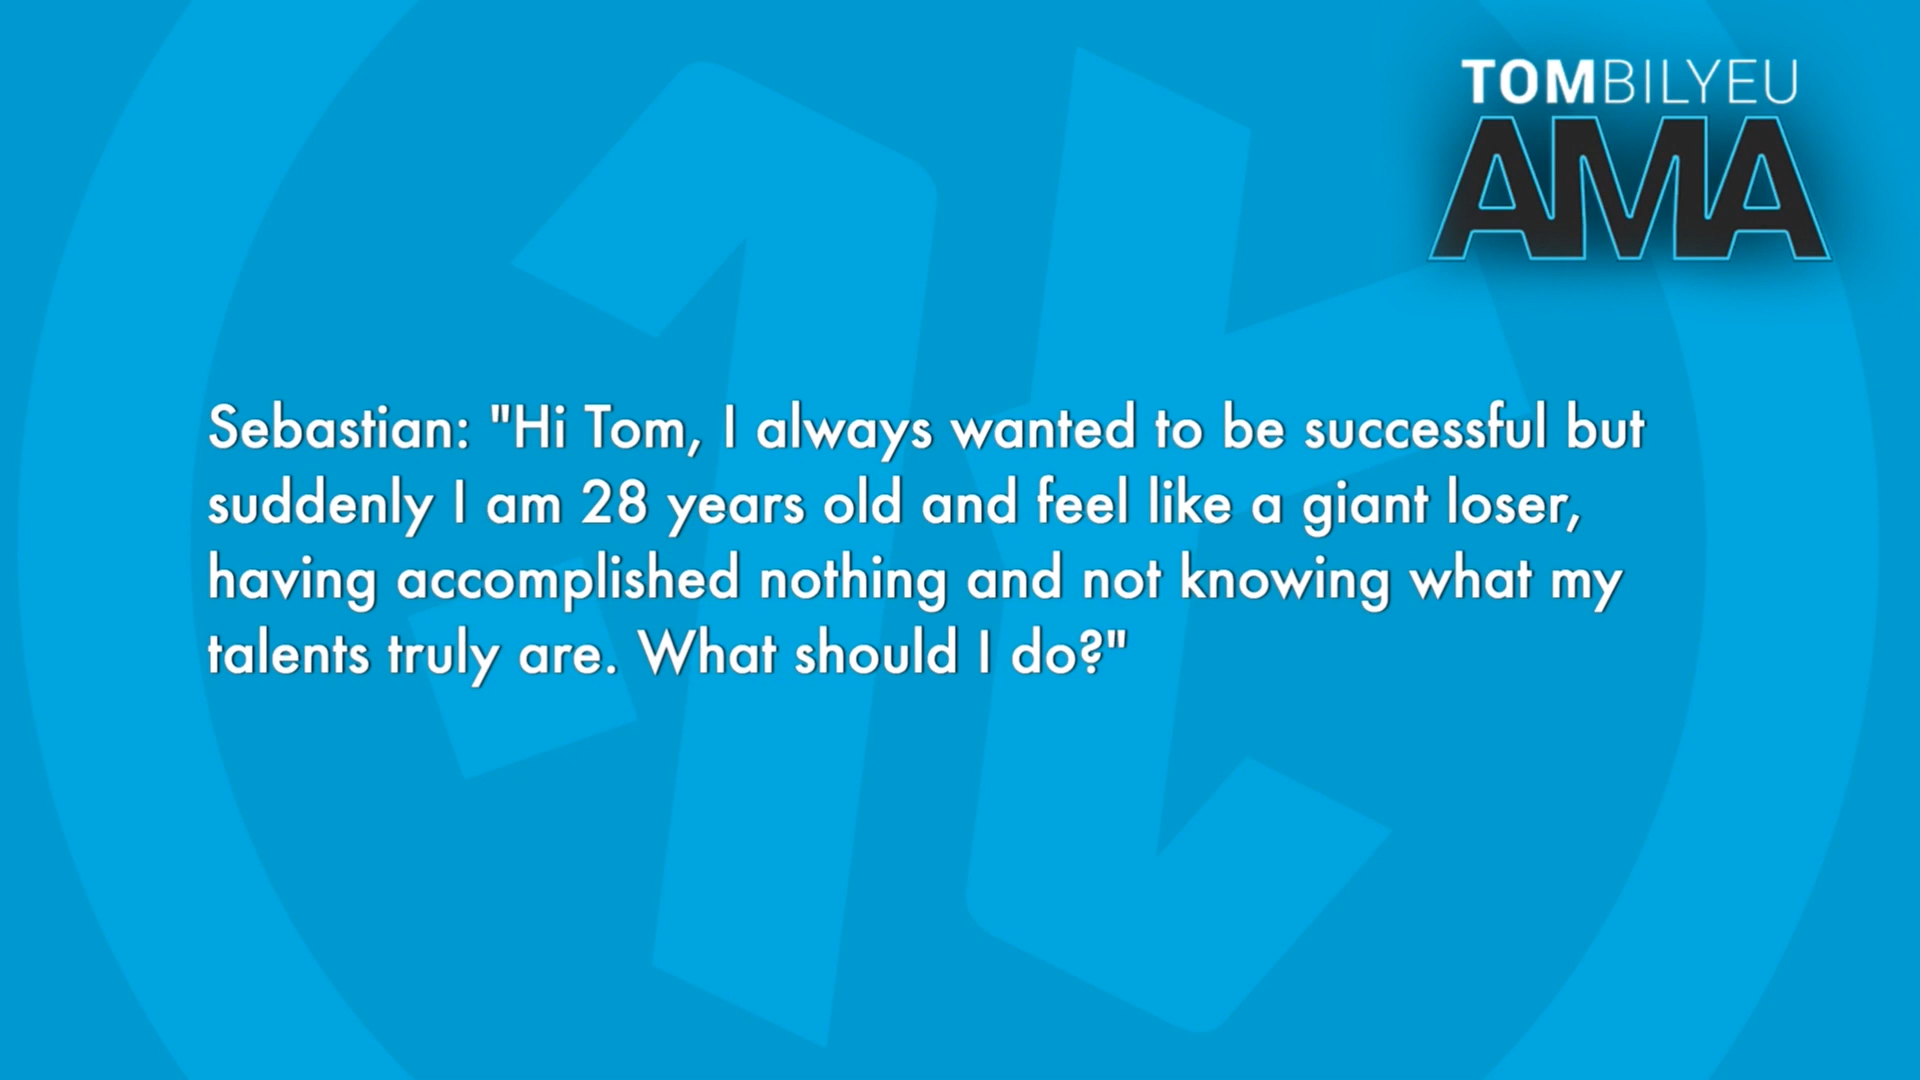 TOMBILYEU
AMA
Sebastian: "Hi Tom, I always wanted to be successful but
suddenly I am 28 years old and feel like a giant loser,
having accomplished nothing and not knowing what my
talents truly are. What should I do?"